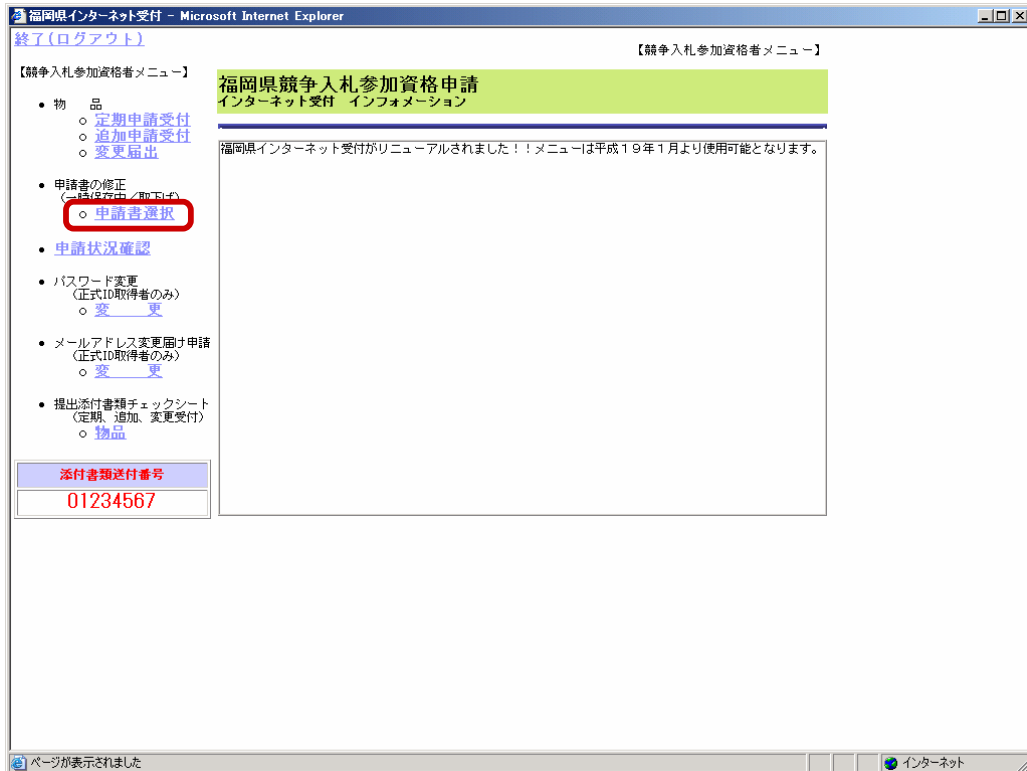 福岡県インターネット受付 - Microsoft Internet Explorer
終了(ログアウト)
【競争入札参加資格者メニュー】
【競争入札参加資格者メニュー】
物　品
定期申請受付
追加申請受付
変更届出
申請書の修正
(一時保存中／取下げ)
申請書選択
申請状況確認
パスワード変更
(正式ID取得者のみ)
変　　更
メールアドレス変更届け申請
(正式ID取得者のみ)
変　　更
提出添付書類チェックシート
(定期、追加、変更受付)
物品
添付書類送付番号
01234567
福岡県競争入札参加資格申請
インターネット受付　インフォメーション
福岡県インターネット受付がリニューアルされました！！メニューは平成１９年１月より使用可能となります。
ページが表示されました
インターネット